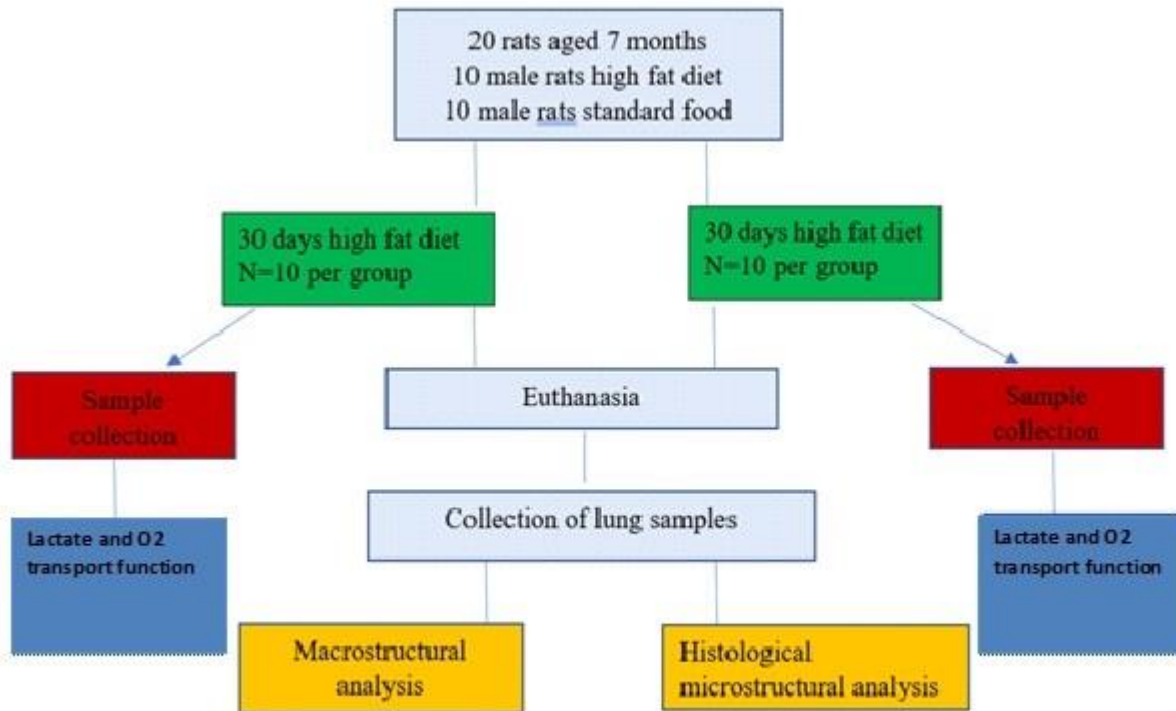 20 rats aged 7 months
10 male rats high fat diet
10 male rats standard food
30 days high fat diet
N=10 per group
30 days high fat diet
N=10 per group
Sample
collection
Euthanasia
Sample
collection
Collection of lung samples
Lactate and O2
transport function
Lactate and O2
transport function
Macrostructural
analysis
Histological
microstructural analysis